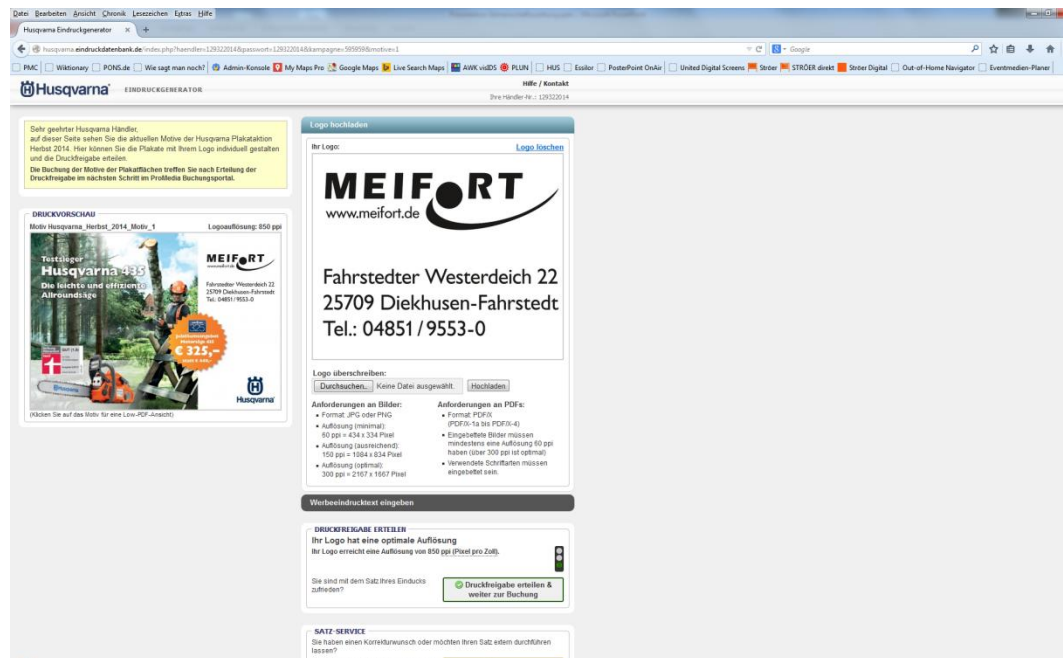 Datei Bearbeiten Ansicht Chronik Lesezeichen Extras Hilfe
Husqvarna Eindruckgenerator × +
husqvarna.eindruckdatenbank.de/index.php?haendler=129322014&passwort=129322014&kampagne=595959&motive=1
Google
PMC Wiktionary PONS.de Wie sagt man noch? Admin-Konsole My Maps Pro Google Maps Live Search Maps AWK visIDS PLUN HUS Essilor PosterPoint OnAir United Digital Screens Ströer STRÖER direkt Ströer Digital Out-of-Home Navigator Eventmedien-Planer
Husqvarna EINDRUCKGENERATOR
Hilfe / Kontakt
Ihre Händler-Nr.: 129322014
Sehr geehrter Husqvarna Händler,
auf dieser Seite sehen Sie die aktuellen Motive der Husqvarna Plakataktion
Herbst 2014. Hier können Sie die Plakate mit Ihrem Logo individuell gestalten
und die Druckfreigabe erteilen.
Die Buchung der Motive der Plakatflächen treffen Sie nach Erteilung der
Druckfreigabe im nächsten Schritt im ProMedia Buchungsportal.
DRUCKVORSCHAU
Motiv Husqvarna_Herbst_2014_Motiv_1 Logoauflösung: 850 ppi
Testsieger
Husqvarna 435
Die leichte und effiziente
Allroundsäge
MEIFORT
Fahrstedter Westerdeich 22
25709 Diekhusen-Fahrstedt
Tel.: 04851/9553-0
€ 325,–
Husqvarna
(Klicken Sie auf das Motiv für eine Low-PDF-Ansicht)
Logo hochladen
Ihr Logo: Logo löschen
MEIFORT
www.meifort.de
Fahrstedter Westerdeich 22
25709 Diekhusen-Fahrstedt
Tel.: 04851/9553-0
Logo überschreiben:
Durchsuchen… Keine Datei ausgewählt. Hochladen
Anforderungen an Bilder:
Format: JPG oder PNG
Auflösung (minimal):
60 ppi = 434 x 334 Pixel
Auflösung (ausreichend):
150 ppi = 1084 x 834 Pixel
Auflösung (optimal):
300 ppi = 2167 x 1667 Pixel
Anforderungen an PDFs:
Format: PDF/X
(PDF/X-1a bis PDF/X-4)
Eingebettete Bilder müssen
mindestens eine Auflösung 60 ppi
haben (über 300 ppi ist optimal)
Verwendete Schriftarten müssen
eingebettet sein.
Werbeeindrucktext eingeben
DRUCKFREIGABE ERTEILEN
Ihr Logo hat eine optimale Auflösung
Ihr Logo erreicht eine Auflösung von 850 ppi (Pixel pro Zoll).
Sie sind mit dem Satz Ihres Eindrucks
zufrieden?
Druckfreigabe erteilen &
weiter zur Buchung
SATZ-SERVICE
Sie haben einen Korrekturwunsch oder möchten Ihren Satz extern durchführen
lassen?